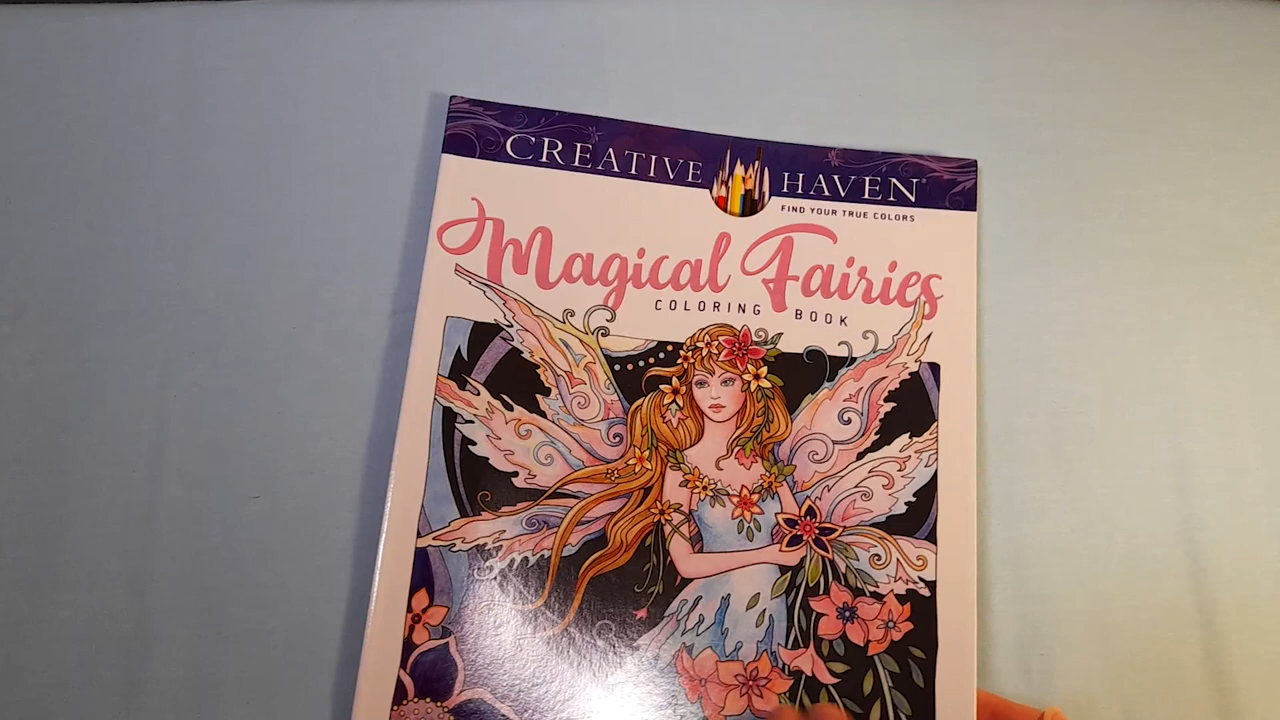 CREATIVE HAVEN®
FIND YOUR TRUE COLORS
Magical Fairies
COLORING BOOK